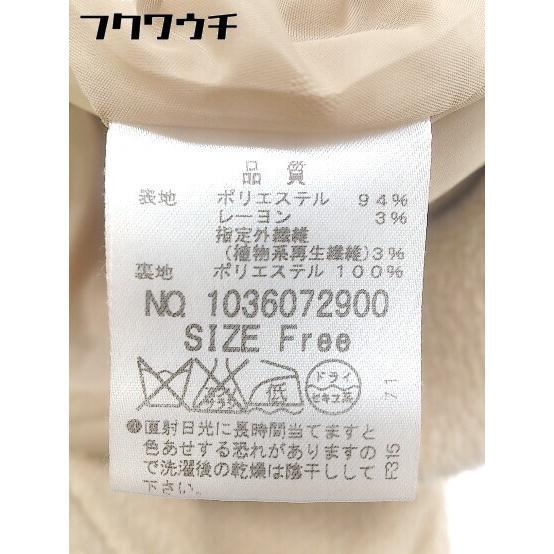 フクワウチ
品質
表地 ポリエステル 94%
レーヨン 3%
指定外繊維
(植物系再生繊維)3%
裏地 ポリエステル 100%
NO. 1036072900
SIZE Free
低
ドライ
セキユ系
直射日光に長時間当てますと
色あせする恐れがありますの
で洗濯後の乾燥は陰干しして
下さい。
71
F315